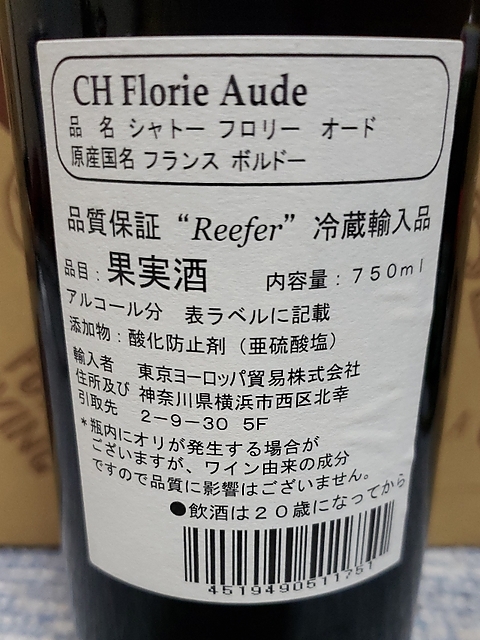 CH Florie Aude
品 名 シャトー フロリー オード
原産国名 フランス ボルドー
品質保証 “Reefer” 冷蔵輸入品
品目：果実酒 内容量：７５０ｍｌ
アルコール分 表ラベルに記載
添加物：酸化防止剤（亜硫酸塩）
輸入者 東京ヨーロッパ貿易株式会社
住所及び 神奈川県横浜市西区北幸
引取先 ２－９－３０ ５Ｆ
＊瓶内にオリが発生する場合が
ございますが、ワイン由来の成分
ですので品質に影響はございません。
●飲酒は２０歳になってから
4519490511751